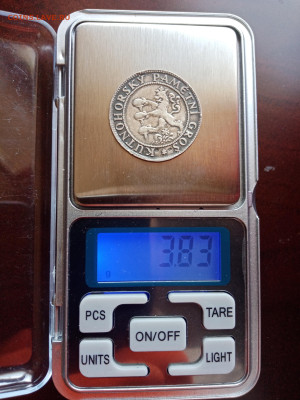 KUTNOHORSKÝ PAMĚTNÍ GROŠ
3.83
g
PCS
TARE
ON/OFF
UNITS
LIGHT